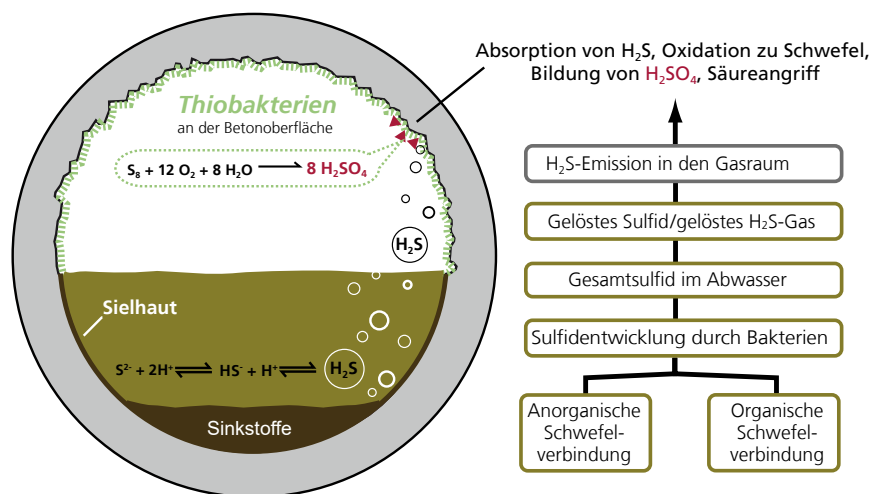 Absorption von H₂S, Oxidation zu Schwefel,
Bildung von H₂SO₄, Säureangriff
Thiobakterien
an der Betonoberfläche
S₈ + 12 O₂ + 8 H₂O → 8 H₂SO₄
H₂S
Sielhaut
S²⁻ + 2H⁺ ⇌ HS⁻ + H⁺ ⇌ H₂S
Sinkstoffe
H₂S-Emission in den Gasraum
Gelöstes Sulfid/gelöstes H₂S-Gas
Gesamtsulfid im Abwasser
Sulfidentwicklung durch Bakterien
Anorganische
Schwefel-
verbindung
Organische
Schwefel-
verbindung